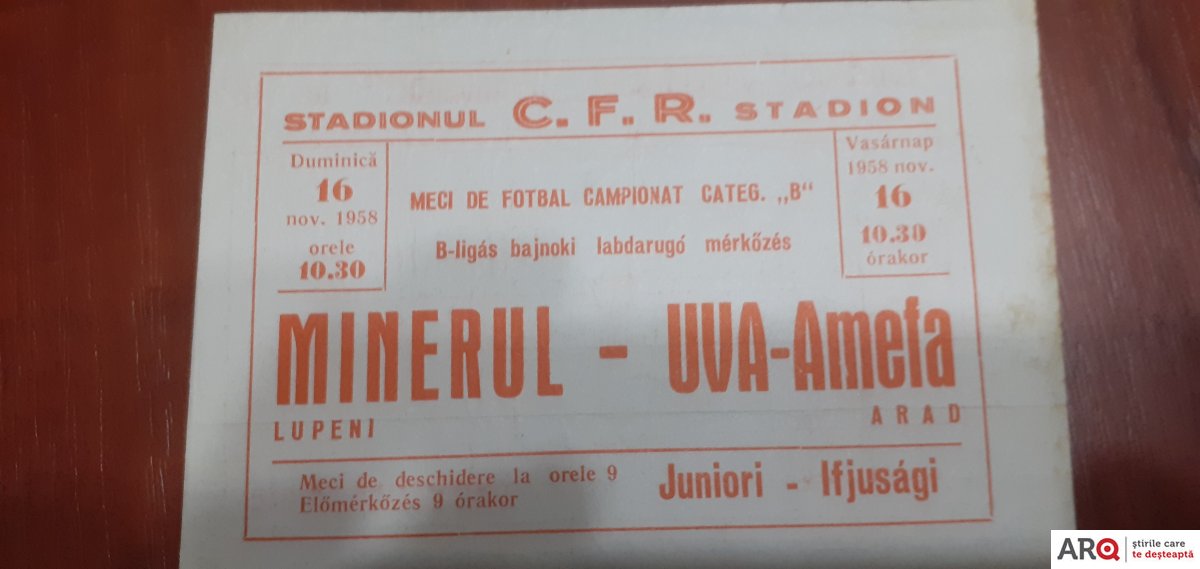 STADIONUL C. F. R. STADION
Duminică
16
nov. 1958
orele
10.30
MECI DE FOTBAL CAMPIONAT CATEG. „B“
B-ligás bajnoki labdarugó mérkőzés
Vasárnap
1958 nov.
16
10.30
órakor
MINERUL - UVA-Amefa
LUPENI
ARAD
Meci de deschidere la orele 9
Előmérkőzés 9 órakor
Juniori - Ifjusági
ARQ
știrile care
te deșteaptă